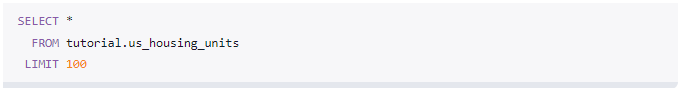 SELECT *
FROM tutorial.us_housing_units
LIMIT 100